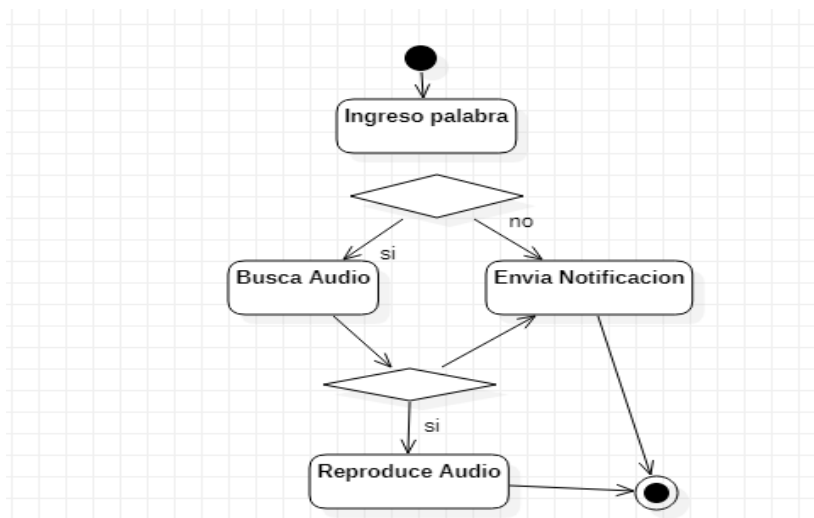 Ingreso palabra
no
si
Busca Audio
Envia Notificacion
si
Reproduce Audio